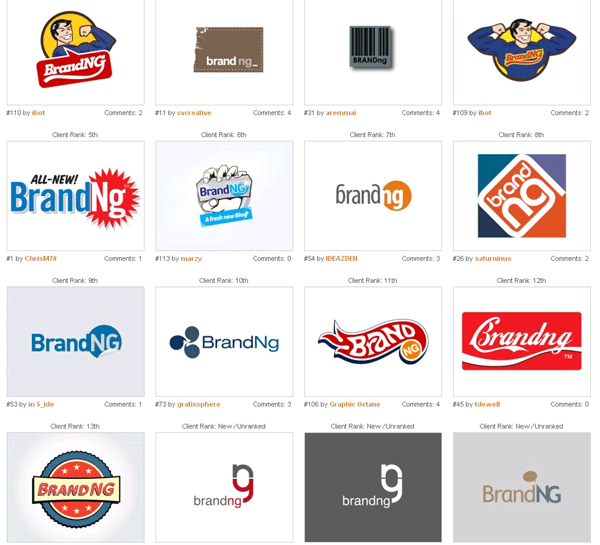 BrandNG
brand ng_
BRANDng
BrandNG
#110 by ibot Comments: 2
#11 by cvcreative Comments: 4
#31 by aremmai Comments: 4
#109 by ibot Comments: 2
Client Rank: 5th
Client Rank: 6th
Client Rank: 7th
Client Rank: 8th
ALL-NEW!
BrandNg
BrandNG
A fresh new Blog!
brandng
brand
ng
#1 by ChrisM70 Comments: 1
#113 by marzy Comments: 0
#54 by IDEAZDEN Comments: 3
#26 by saturninus Comments: 2
Client Rank: 9th
Client Rank: 10th
Client Rank: 11th
Client Rank: 12th
BrandNG
BrandNg
BRAND
NG
Brandng
TM
#53 by in 5_ide Comments: 1
#73 by grafixsphere Comments: 3
#106 by Graphic Octane Comments: 4
#45 by tdewell Comments: 0
Client Rank: 13th
Client Rank: New/Unranked
Client Rank: New/Unranked
Client Rank: New/Unranked
BRANDNG
ng
brandng
ng
brandng
BrandNG